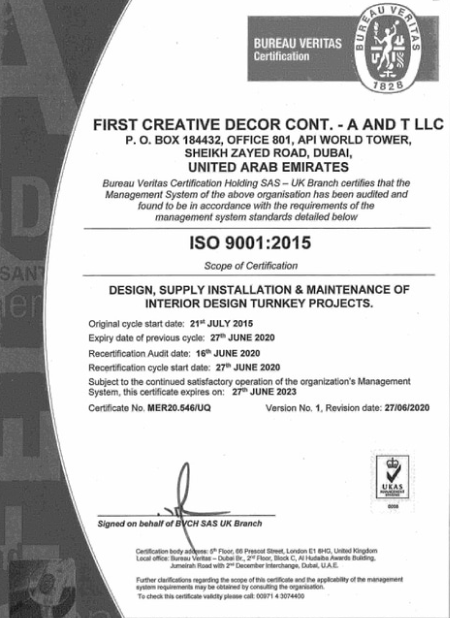 BUREAU VERITAS
Certification
BUREAU VERITAS
1828
FIRST CREATIVE DECOR CONT. - A AND T LLC
P. O. BOX 184432, OFFICE 801, API WORLD TOWER,
SHEIKH ZAYED ROAD, DUBAI,
UNITED ARAB EMIRATES
Bureau Veritas Certification Holding SAS – UK Branch certifies that the
Management System of the above organisation has been audited and
found to be in accordance with the requirements of the
management system standards detailed below
ISO 9001:2015
Scope of Certification
DESIGN, SUPPLY INSTALLATION & MAINTENANCE OF
INTERIOR DESIGN TURNKEY PROJECTS.
Original cycle start date: 21st JULY 2015
Expiry date of previous cycle: 27th JUNE 2020
Recertification Audit date: 16th JUNE 2020
Recertification cycle start date: 27th JUNE 2020
Subject to the continued satisfactory operation of the organization's Management
System, this certificate expires on: 27th JUNE 2023
Certificate No. MER20.546/UQ Version No. 1, Revision date: 27/06/2020
UKAS
MANAGEMENT
SYSTEMS
Signed on behalf of BVCH SAS UK Branch
Certification body address: 5th Floor, 66 Prescot Street, London E1 8HG, United Kingdom
Local office: Bureau Veritas – Dubai Br., 2nd Floor, Block C, Al Hudaiba Awards Building,
Jumeirah Road with 2nd December Interchange, Dubai, U.A.E.
Further clarifications regarding the scope of this certificate and the applicability of the management
system requirements may be obtained by consulting the organisation.
To check this certificate validity please call: 00971 4 3074400